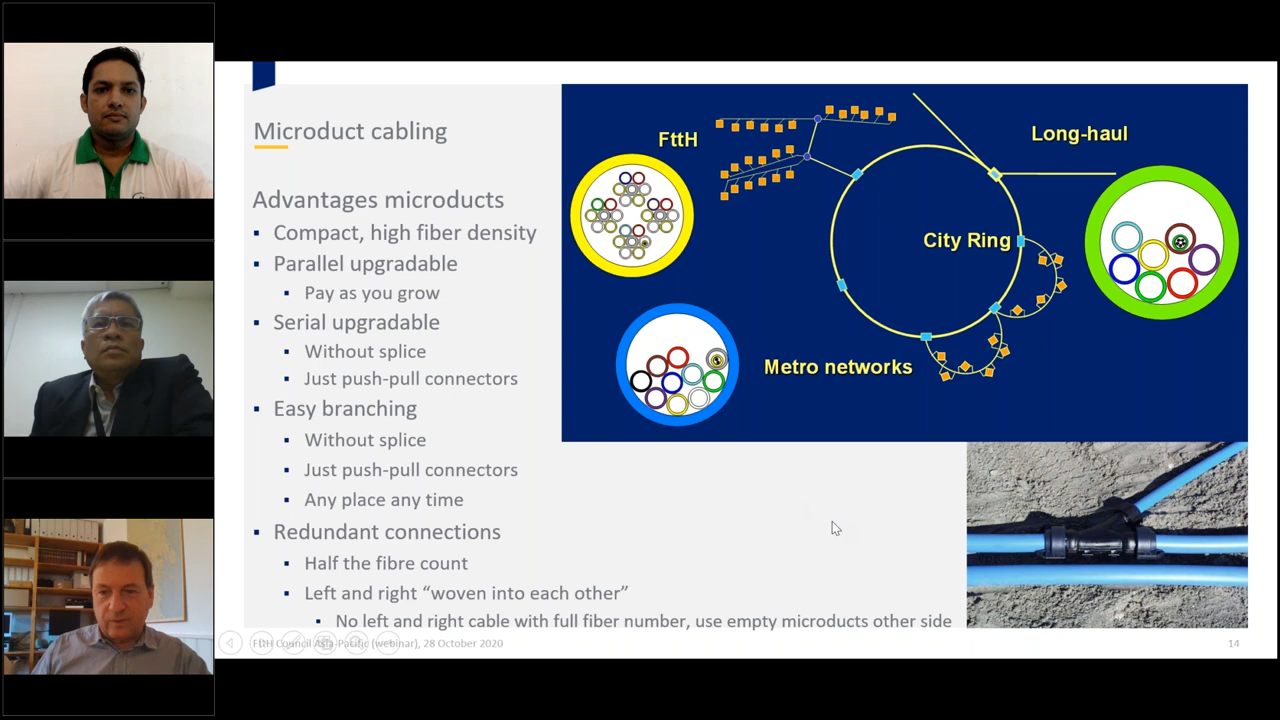 Microduct cabling
Advantages microducts
▪ Compact, high fiber density
▪ Parallel upgradable
▪ Pay as you grow
▪ Serial upgradable
▪ Without splice
▪ Just push-pull connectors
▪ Easy branching
▪ Without splice
▪ Just push-pull connectors
▪ Any place any time
▪ Redundant connections
▪ Half the fibre count
▪ Left and right “woven into each other”
▪ No left and right cable with full fiber number, use empty microducts other side
FttH
Long-haul
City Ring
Metro networks
FttH Council Asia-Pacific (webinar), 28 October 2020
14